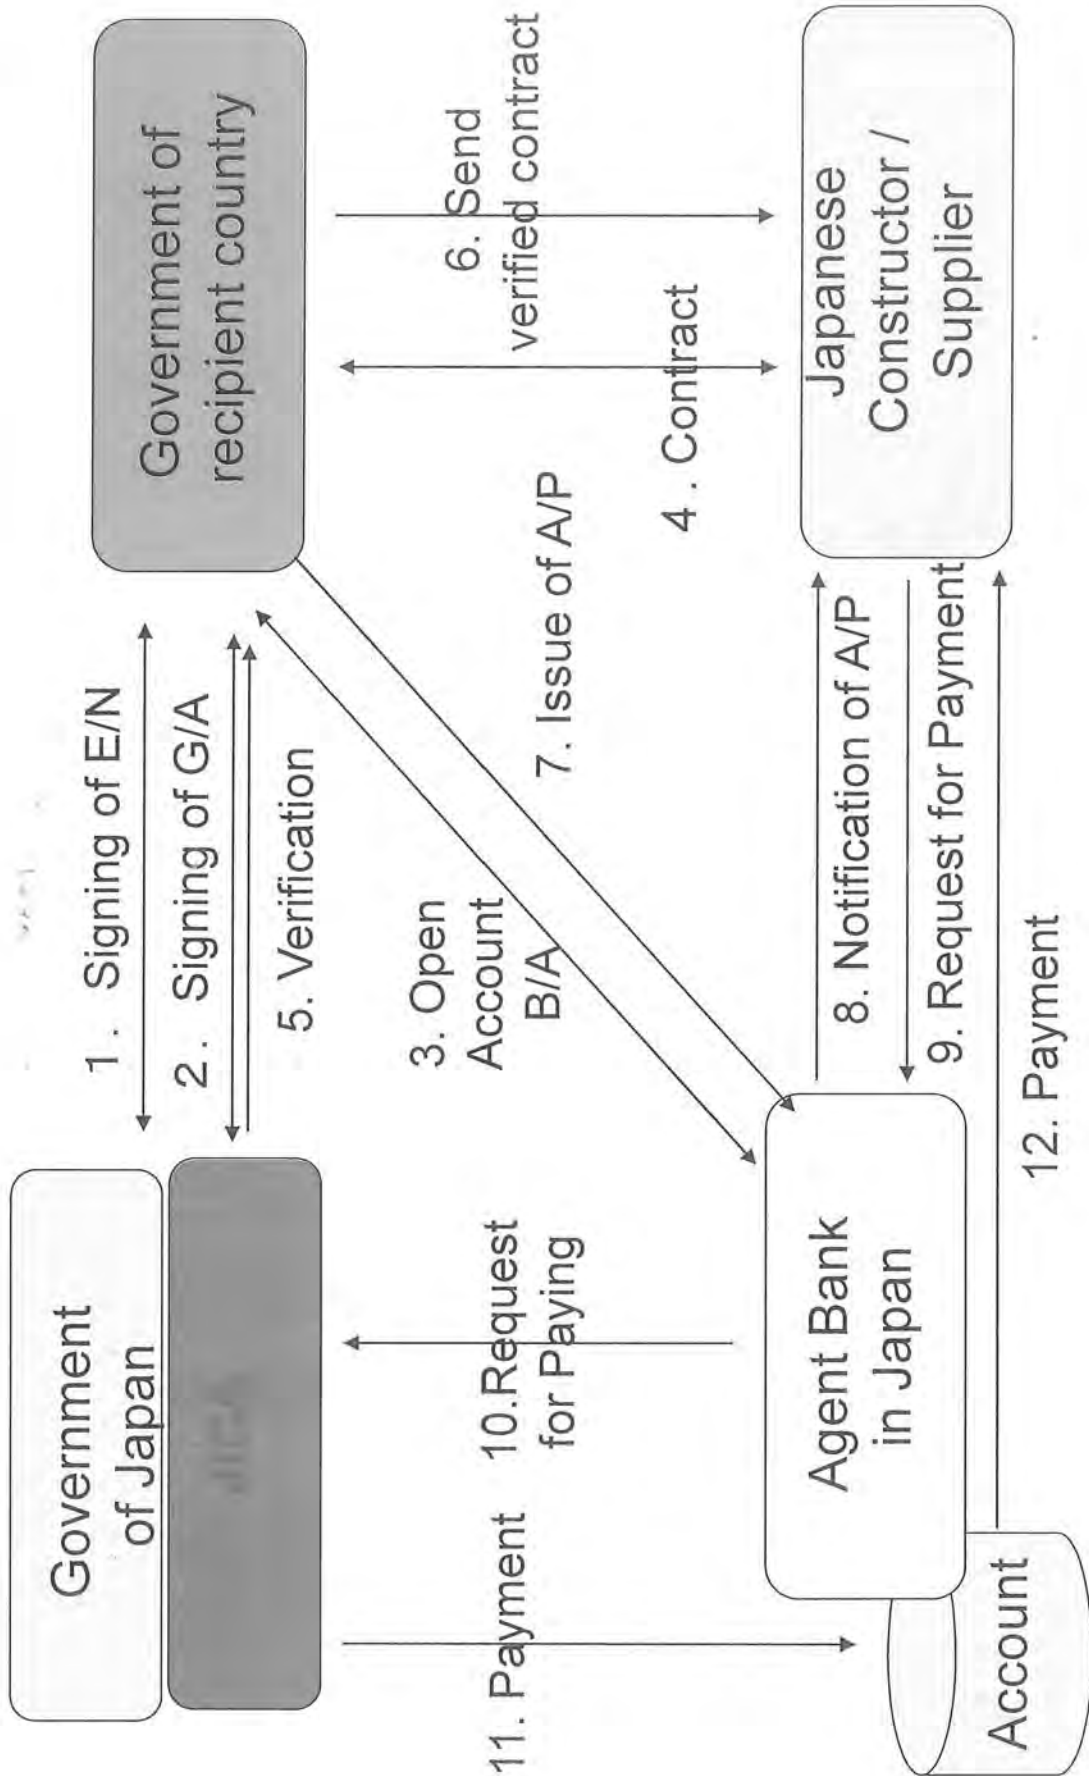 Government
of Japan
JICA
1 . Signing of E/N
2 . Signing of G/A
5. Verification
Government of
recipient country
11. Payment
10.Request
for Paying
3. Open
Account
B/A
7. Issue of A/P
4 . Contract
6. Send
verified contract
Agent Bank
in Japan
Account
8. Notification of A/P
9. Request for Payment
12. Payment
Japanese
Constructor /
Supplier